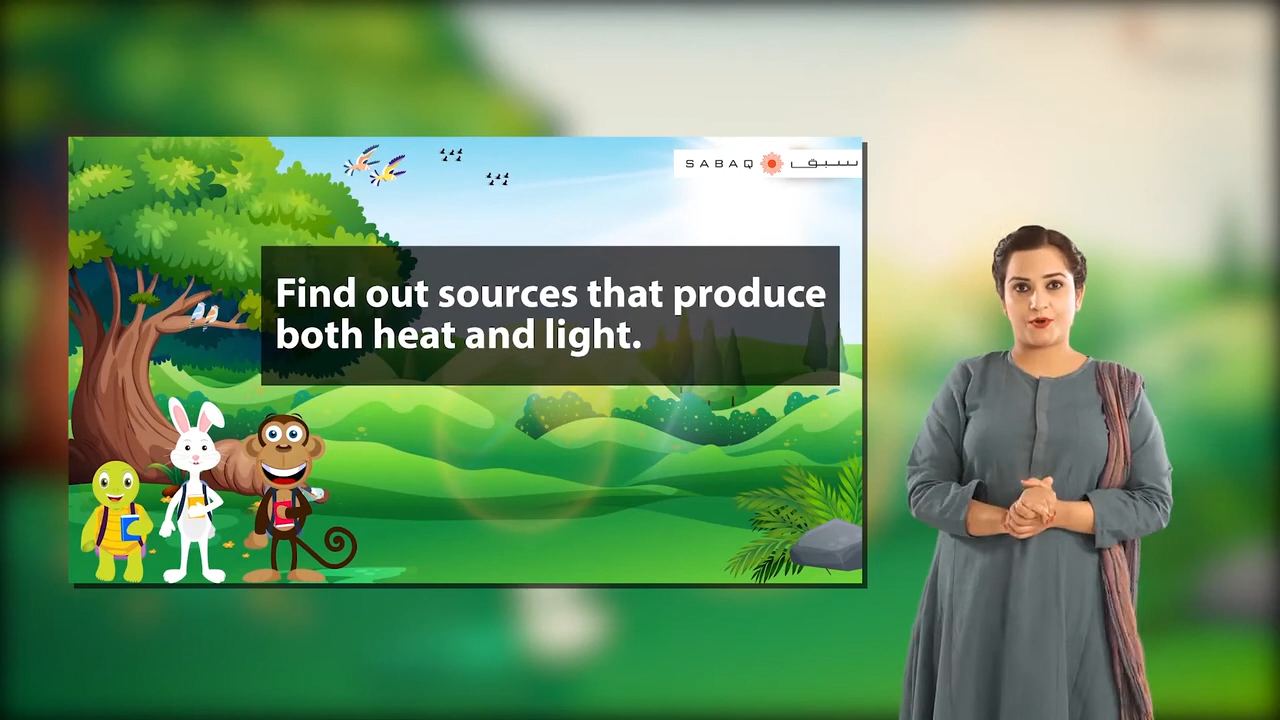 SABAQ سبق
Find out sources that produce
both heat and light.